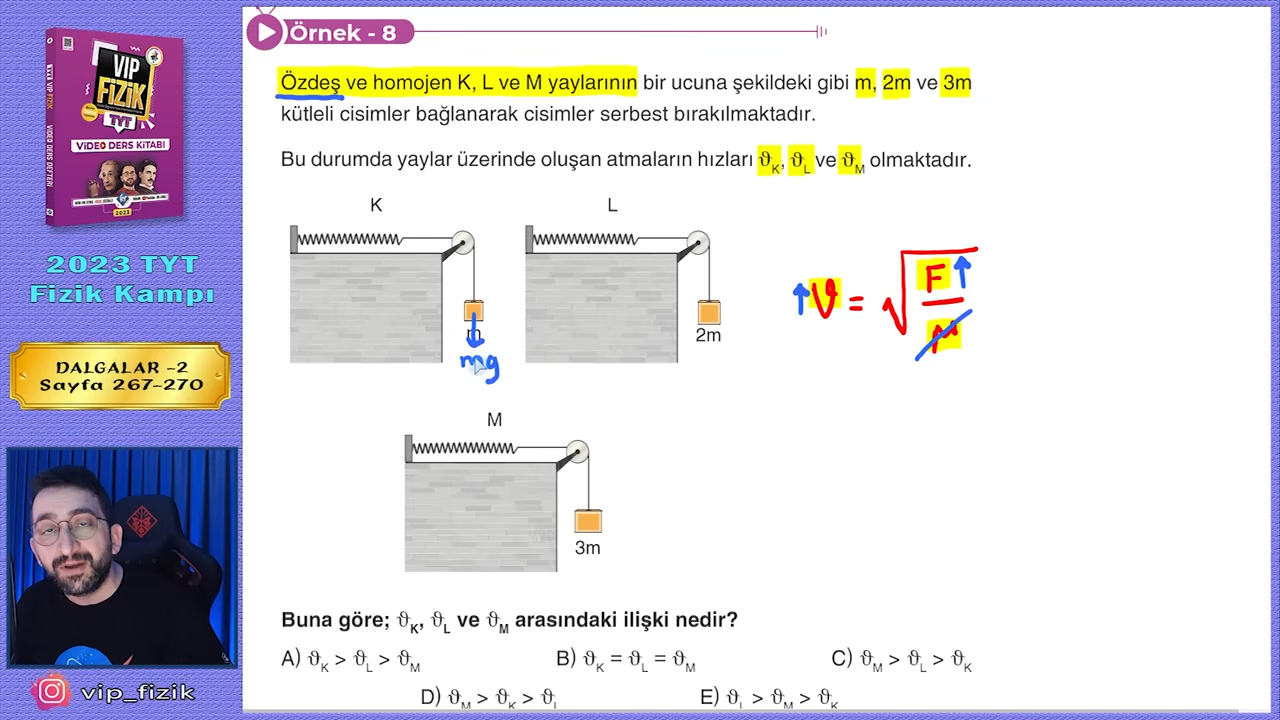 Örnek - 8
VIP
FİZİK
TYT
VİDEO DERS KİTABI
2023
Özdeş ve homojen K, L ve M yaylarının bir ucuna şekildeki gibi m, 2m ve 3m
kütleli cisimler bağlanarak cisimler serbest bırakılmaktadır.
Bu durumda yaylar üzerinde oluşan atmaların hızları ϑK, ϑL ve ϑM olmaktadır.
K
L
m
mg
2m
ϑ = √F/μ
M
3m
2023 TYT
Fizik Kampı
DALGALAR -2
Sayfa 267-270
vip_fizik
Buna göre; ϑK, ϑL ve ϑM arasındaki ilişki nedir?
A) ϑK > ϑL > ϑM B) ϑK = ϑL = ϑM C) ϑM > ϑL > ϑK
D) ϑM > ϑK > ϑL E) ϑL > ϑM > ϑK